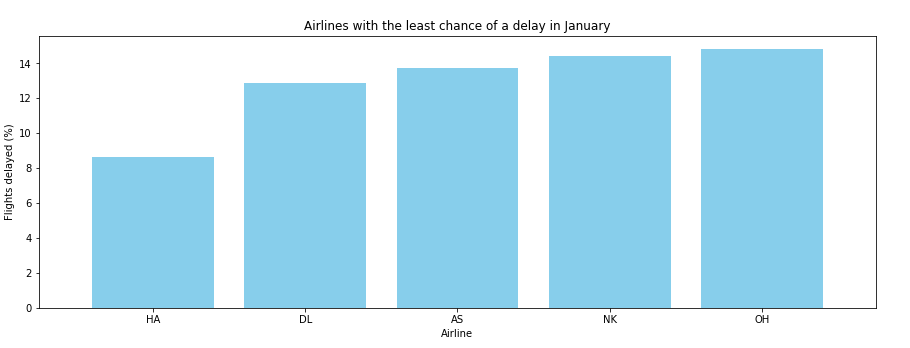 Airlines with the least chance of a delay in January
14
12
10
8
6
4
2
0
Flights delayed (%)
HA DL AS NK OH
Airline